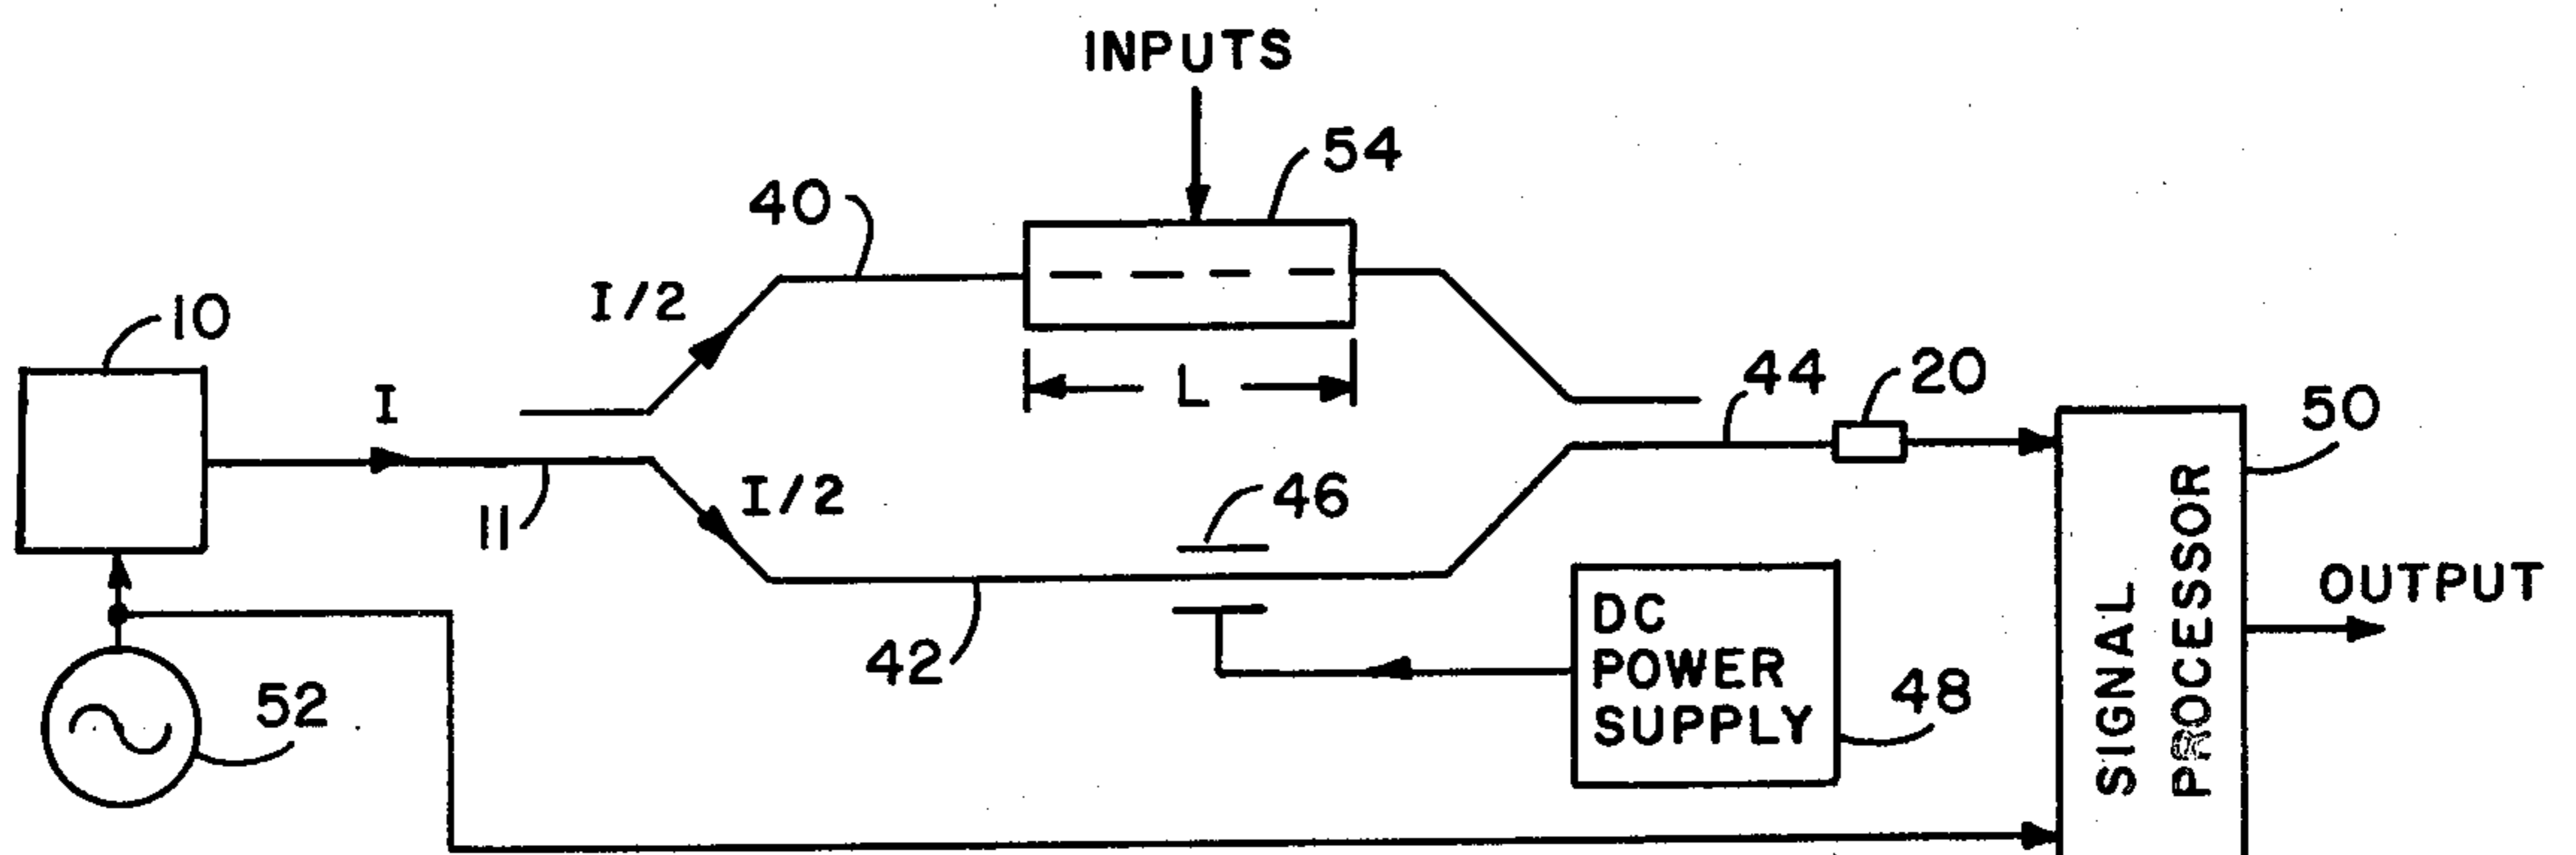 INPUTS
54
40
I/2
10
I
L
44
20
50
11
I/2
46
OUTPUT
42
DC
POWER
SUPPLY
48
52
SIGNAL
PROCESSOR